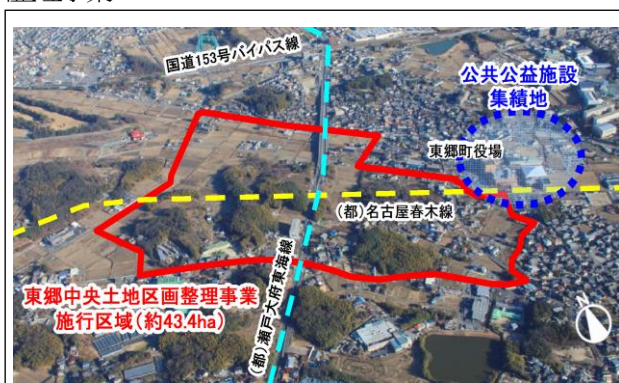 国道153号バイパス線
公共公益施設
集績地
東郷町役場
(都)名古屋春木線
(都)瀬戸大府東海線
東郷中央土地区画整理事業
施行区域(約43.4ha)